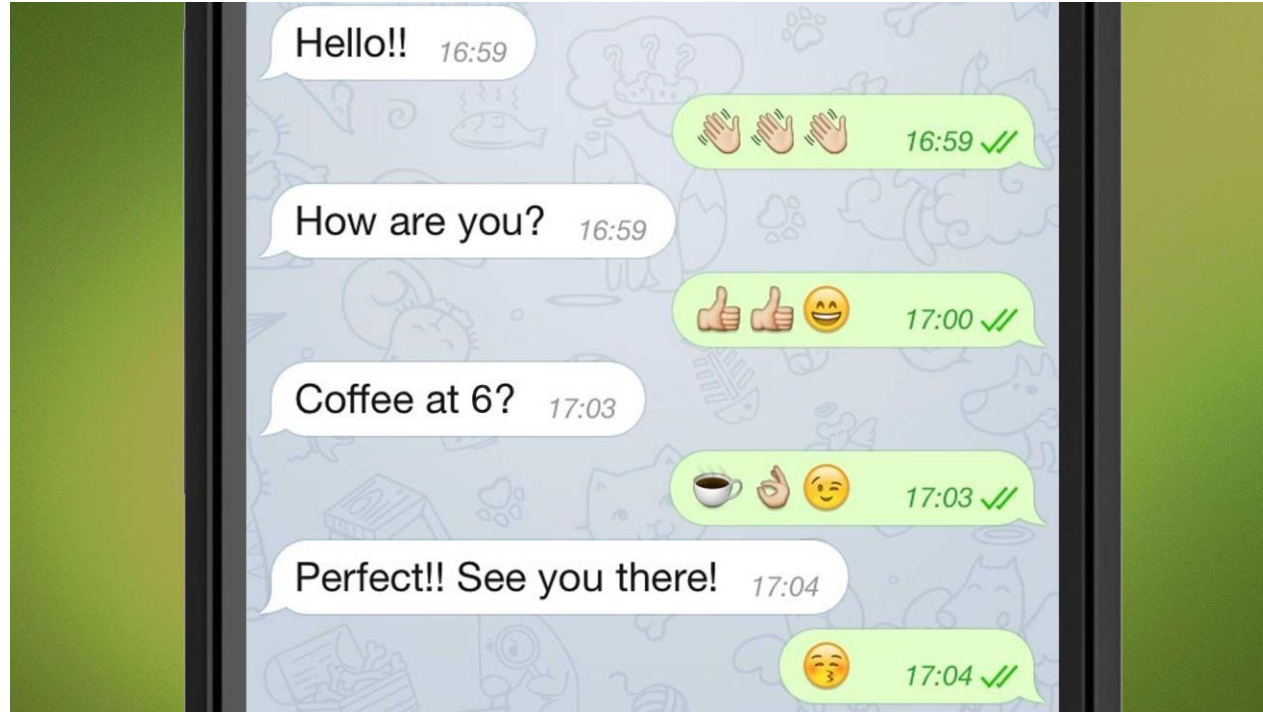 Hello!! 16:59
👋👋👋 16:59
How are you? 16:59
👍👍😄 17:00
Coffee at 6? 17:03
☕👌😉 17:03
Perfect!! See you there! 17:04
😚 17:04